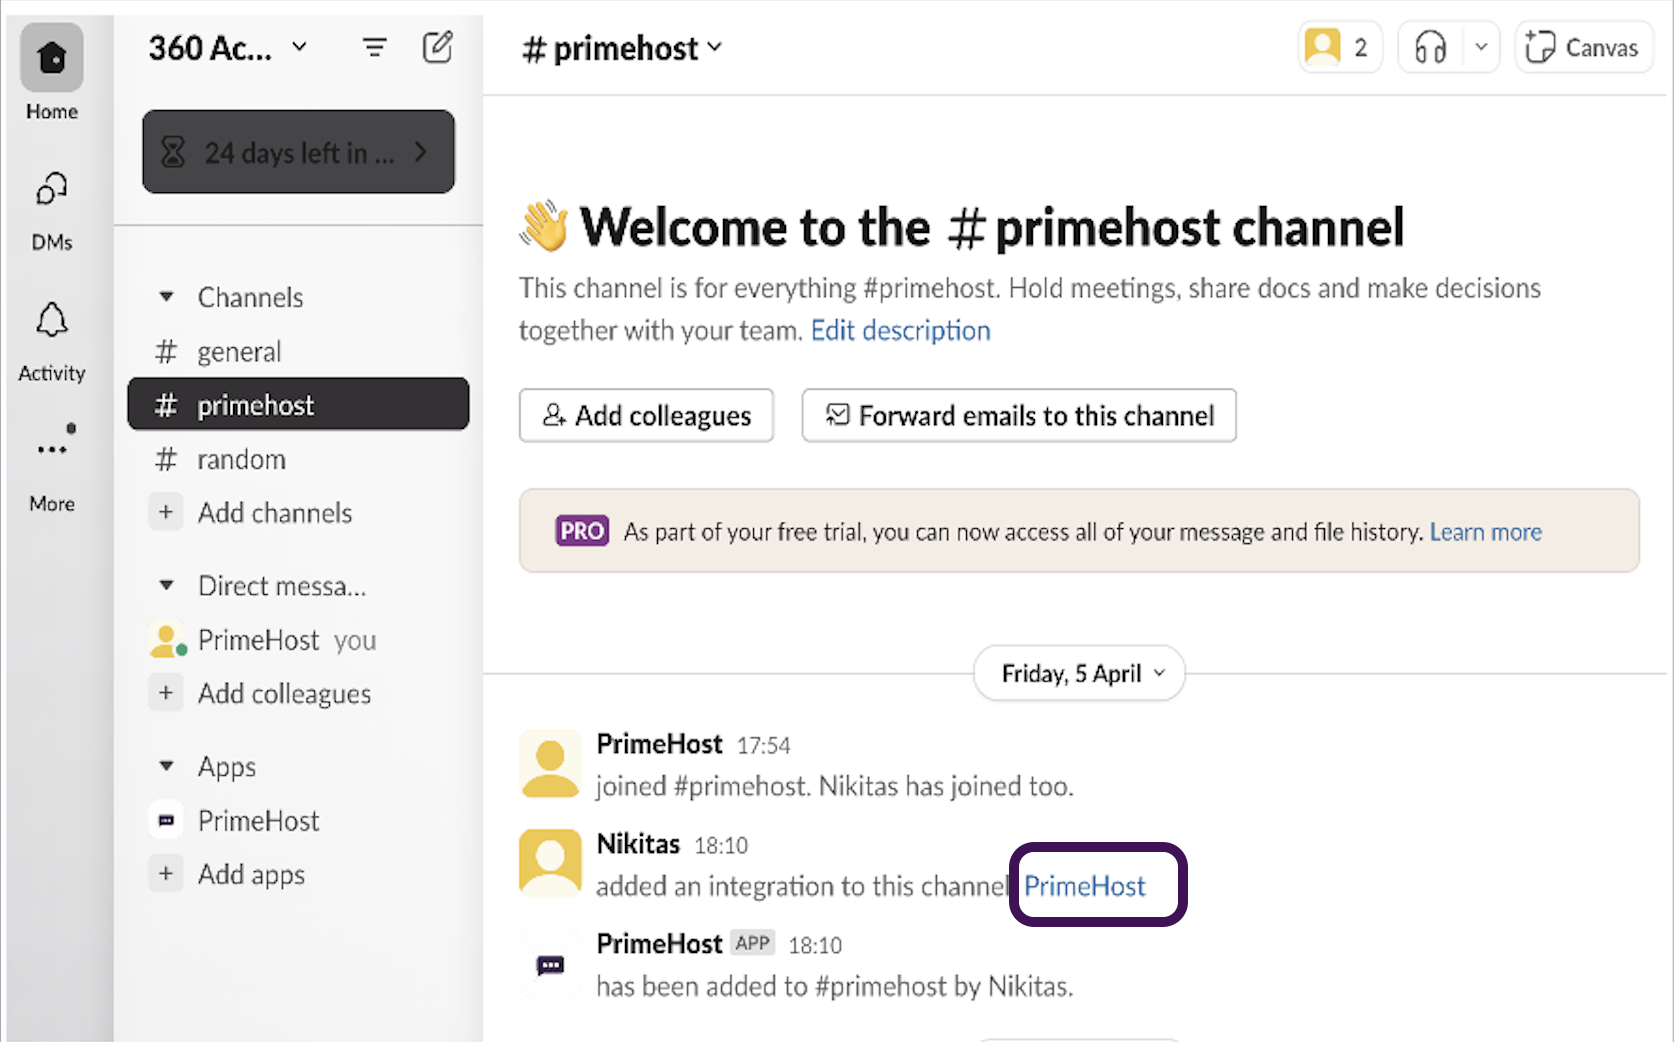 Home
DMs
Activity
More
360 Ac...
24 days left in ...
Channels
# general
# primehost
# random
+ Add channels
Direct messa...
PrimeHost you
+ Add colleagues
Apps
PrimeHost
+ Add apps
# primehost
2
Canvas
👋 Welcome to the # primehost channel
This channel is for everything #primehost. Hold meetings, share docs and make decisions
together with your team. Edit description
Add colleagues
Forward emails to this channel
PRO As part of your free trial, you can now access all of your message and file history. Learn more
Friday, 5 April
PrimeHost 17:54
joined #primehost. Nikitas has joined too.
Nikitas 18:10
added an integration to this channel PrimeHost
PrimeHost APP 18:10
has been added to #primehost by Nikitas.